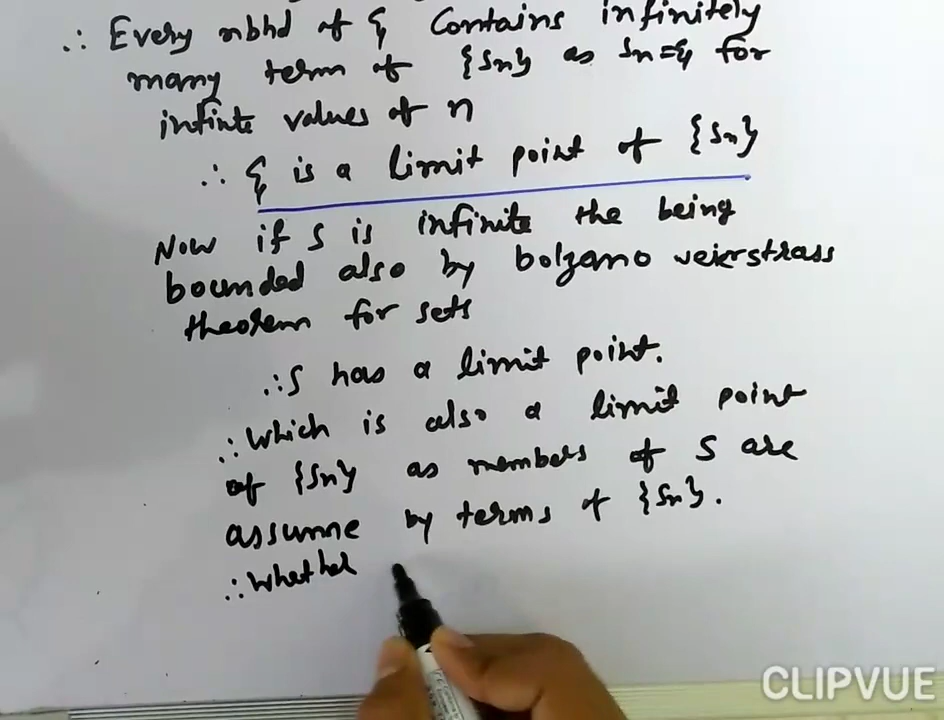 ∴ Every nbhd of ξ Contains infinitely
many term of {Sn} as Sn=ξ for
infinte values of n
∴ ξ is a limit point of {Sn}
Now if S is infinite the being
bounded also by bolzano veierstrass
theorem for sets
∴ S has a limit point.
∴ Which is also a limit point
of {Sn} as members of S are
assume by terms of {Sn}.
∴ Whether
CLIPVUE